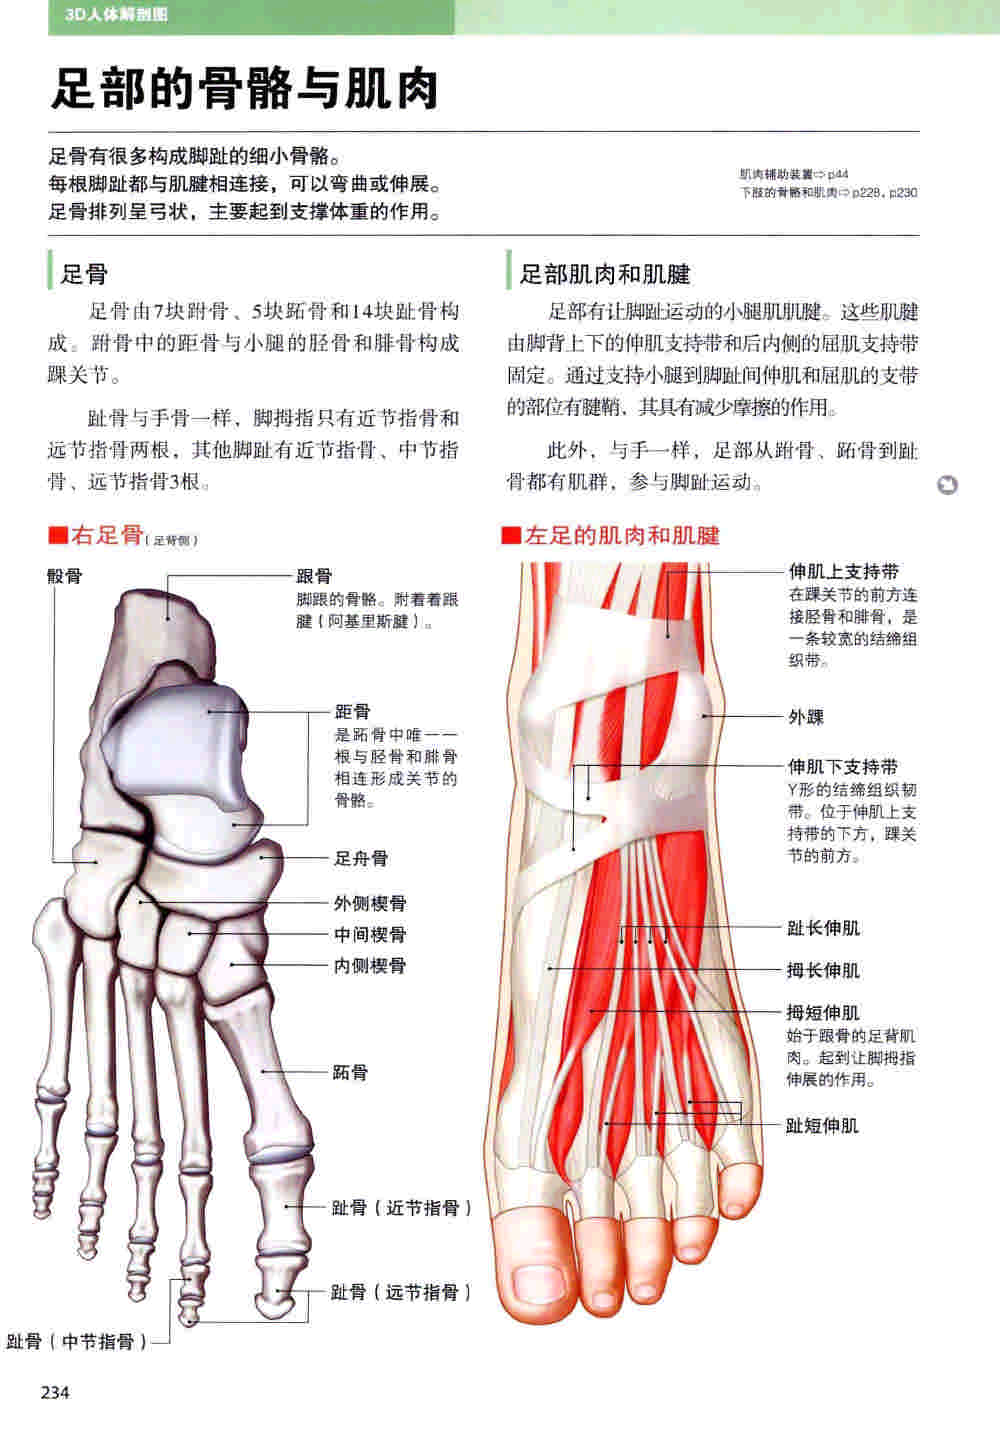 3D人体解剖图
足部的骨骼与肌肉
足骨有很多构成脚趾的细小骨骼。
每根脚趾都与肌腱相连接，可以弯曲或伸展。
足骨排列呈弓状，主要起到支撑体重的作用。
肌肉辅助装置⇨p44
下肢的骨骼和肌肉⇨p228，p230
足骨
足骨由7块跗骨、5块跖骨和14块趾骨构
成。跗骨中的距骨与小腿的胫骨和腓骨构成
踝关节。
趾骨与手骨一样，脚拇指只有近节指骨和
远节指骨两根，其他脚趾有近节指骨、中节指
骨、远节指骨3根。
足部肌肉和肌腱
足部有让脚趾运动的小腿肌肌腱。这些肌腱
由脚背上下的伸肌支持带和后内侧的屈肌支持带
固定。通过支持小腿到脚趾间伸肌和屈肌的支带
的部位有腱鞘，其具有减少摩擦的作用。
此外，与手一样，足部从跗骨、跖骨到趾
骨都有肌群，参与脚趾运动。
■右足骨(足背侧)
骰骨
跟骨
脚跟的骨骼。附着着跟
腱(阿基里斯腱)。
距骨
是跖骨中唯一一
根与胫骨和腓骨
相连形成关节的
骨骼。
足舟骨
外侧楔骨
中间楔骨
内侧楔骨
跖骨
趾骨(近节指骨)
趾骨(远节指骨)
趾骨(中节指骨)
■左足的肌肉和肌腱
伸肌上支持带
在踝关节的前方连
接胫骨和腓骨，是
一条较宽的结缔组
织带。
外踝
伸肌下支持带
Y形的结缔组织韧
带。位于伸肌上支
持带的下方，踝关
节的前方。
趾长伸肌
拇长伸肌
拇短伸肌
始于跟骨的足背肌
肉。起到让脚拇指
伸展的作用。
趾短伸肌
234